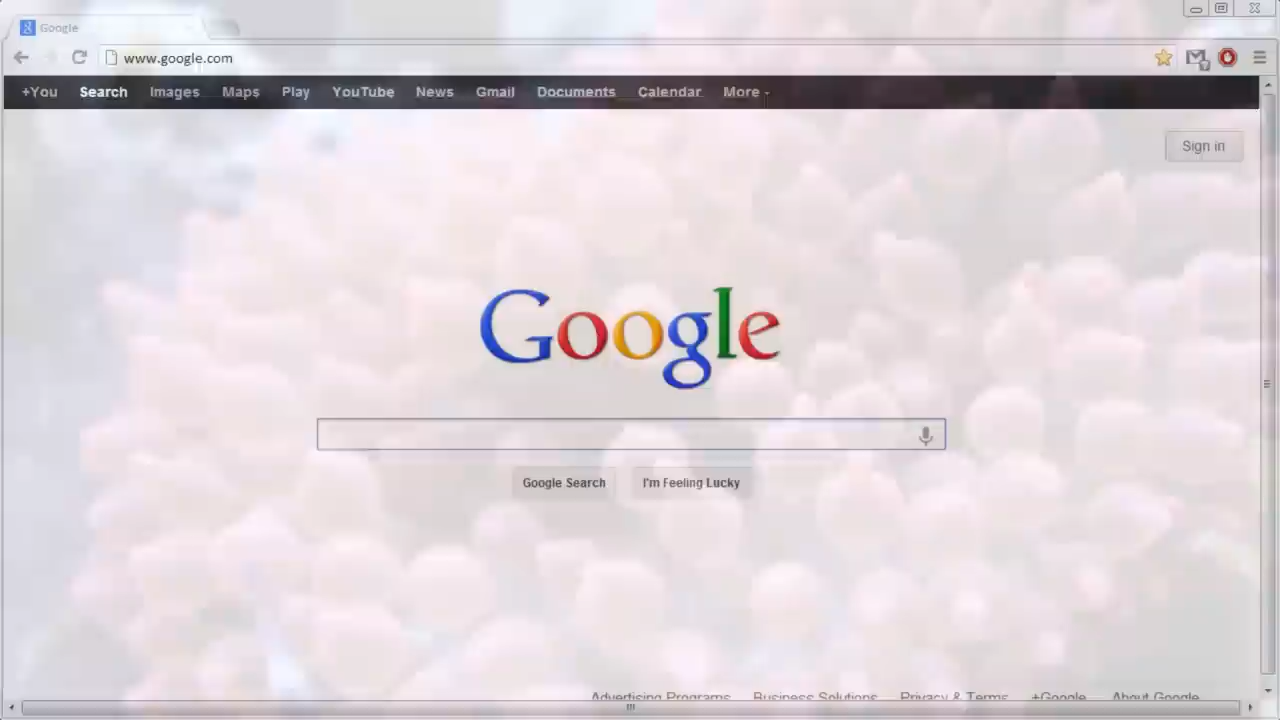 Google
www.google.com
+You Search Images Maps Play YouTube News Gmail Documents Calendar More
Sign in
Google
Google Search I'm Feeling Lucky
Advertising Programs Business Solutions Privacy & Terms +Google About Google